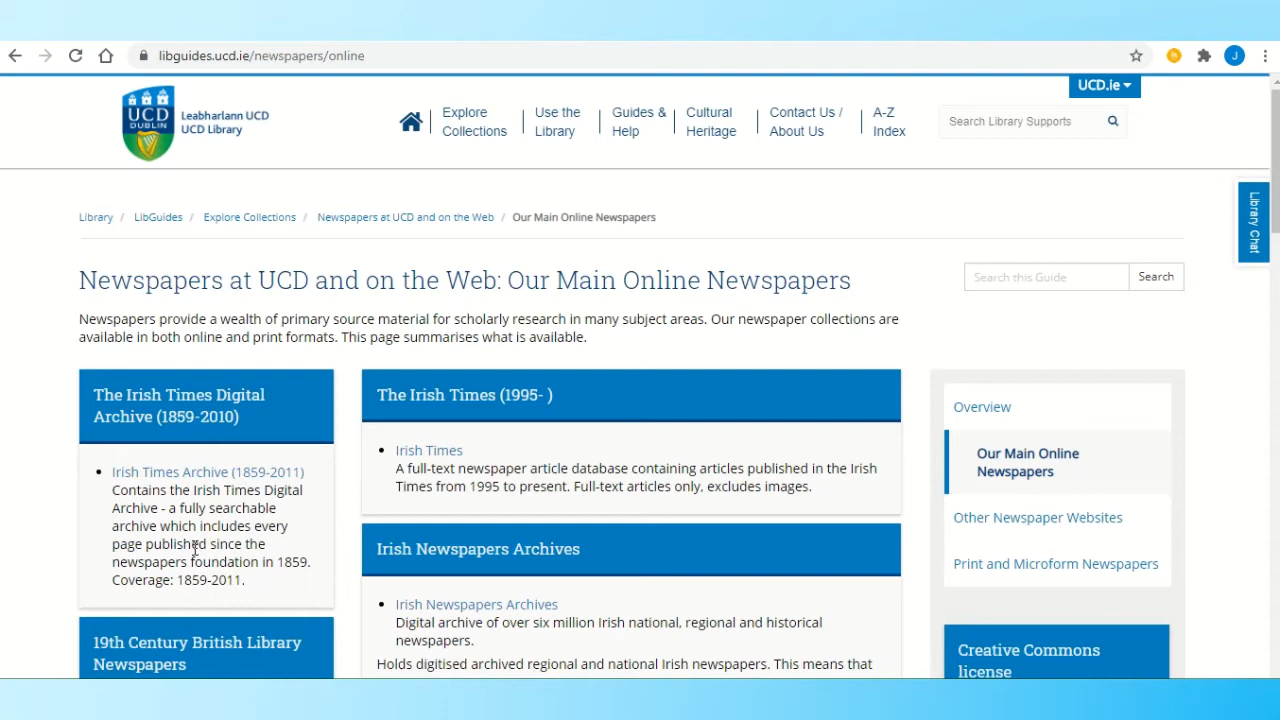 libguides.ucd.ie/newspapers/online
J
UCD.ie
UCD
DUBLIN
Leabharlann UCD
UCD Library
Explore
Collections
Use the
Library
Guides &
Help
Cultural
Heritage
Contact Us /
About Us
A-Z
Index
Search Library Supports
Library Chat
Library / LibGuides / Explore Collections / Newspapers at UCD and on the Web / Our Main Online Newspapers
Newspapers at UCD and on the Web: Our Main Online Newspapers
Search this Guide
Search
Newspapers provide a wealth of primary source material for scholarly research in many subject areas. Our newspaper collections are
available in both online and print formats. This page summarises what is available.
The Irish Times Digital
Archive (1859-2010)
• Irish Times Archive (1859-2011)
Contains the Irish Times Digital
Archive - a fully searchable
archive which includes every
page published since the
newspapers foundation in 1859.
Coverage: 1859-2011.
19th Century British Library
Newspapers
The Irish Times (1995- )
• Irish Times
A full-text newspaper article database containing articles published in the Irish
Times from 1995 to present. Full-text articles only, excludes images.
Irish Newspapers Archives
• Irish Newspapers Archives
Digital archive of over six million Irish national, regional and historical
newspapers.
Holds digitised archived regional and national Irish newspapers. This means that
Overview
Our Main Online
Newspapers
Other Newspaper Websites
Print and Microform Newspapers
Creative Commons
license